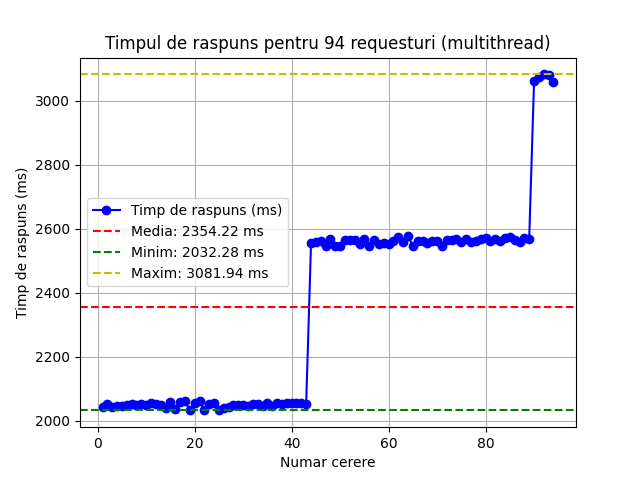 Timpul de raspuns pentru 94 requesturi (multithread)
Timp de raspuns (ms)
3000
2800
2600
2400
2200
2000
Timp de raspuns (ms)
Media: 2354.22 ms
Minim: 2032.28 ms
Maxim: 3081.94 ms
0 20 40 60 80
Numar cerere